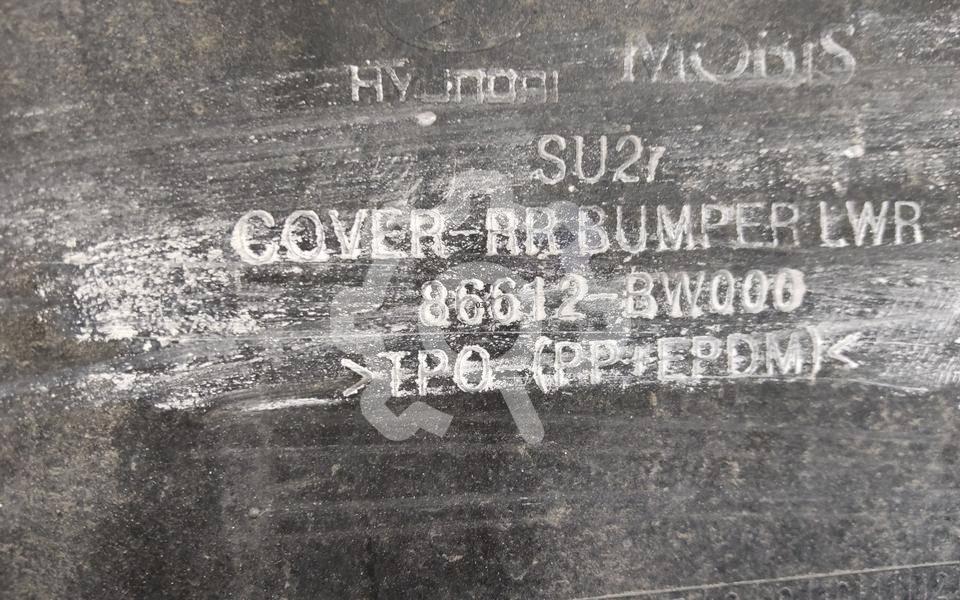 HYUNDAI MOBIS
SU2r
COVER-RR BUMPER LWR
86612-BW000
>TPO-(PP+EPDM)<